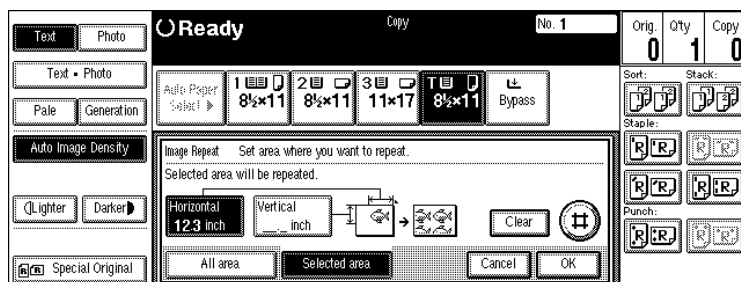 Text Photo
Text • Photo
Pale Generation
Auto Image Density
Lighter Darker
Special Original
Ready
Copy
No. 1
Auto Paper
Select ▶
1
8½×11
2
8½×11
3
11×17
T
8½×11
Bypass
Image Repeat Set area where you want to repeat.
Selected area will be repeated.
Horizontal
12.3 inch
Vertical
__.__ inch
Clear
#
All area Selected area Cancel OK
Orig. Q'ty Copy
0 1 0
Sort: Stack:
Staple:
Punch: